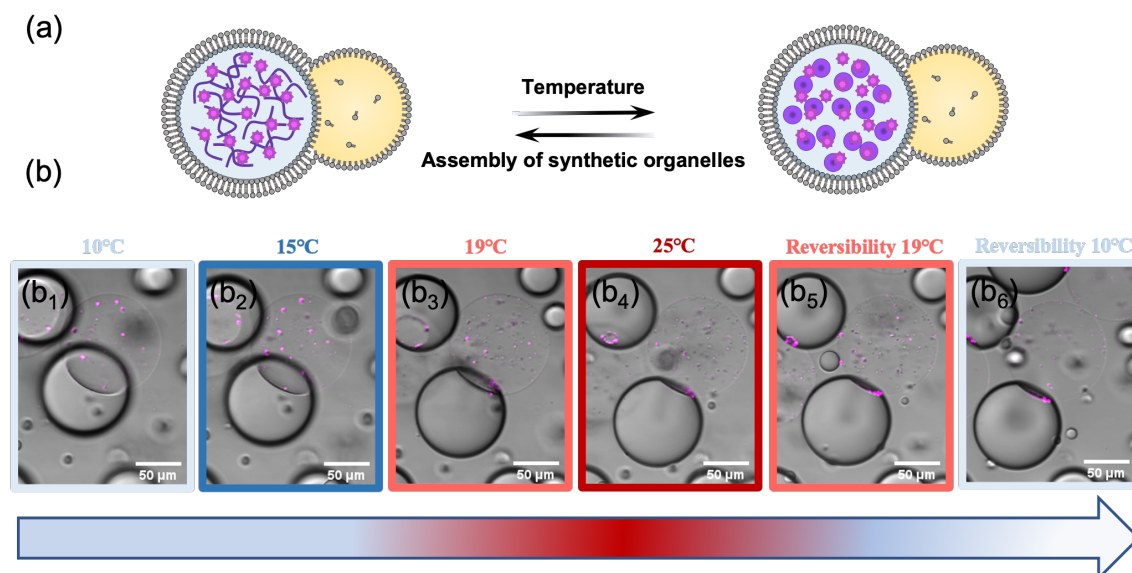 (a)
Temperature
Assembly of synthetic organelles
(b)
10℃
15℃
19℃
25℃
Reversibility 19℃
Reversibility 10℃
(b1)
(b2)
(b3)
(b4)
(b5)
(b6)
50 µm
50 µm
50 µm
50 µm
50 µm
50 µm